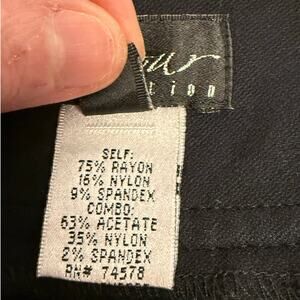 SELF:
75% RAYON
16% NYLON
9% SPANDEX
COMBO:
63% ACETATE
35% NYLON
2% SPANDEX
RN# 74578